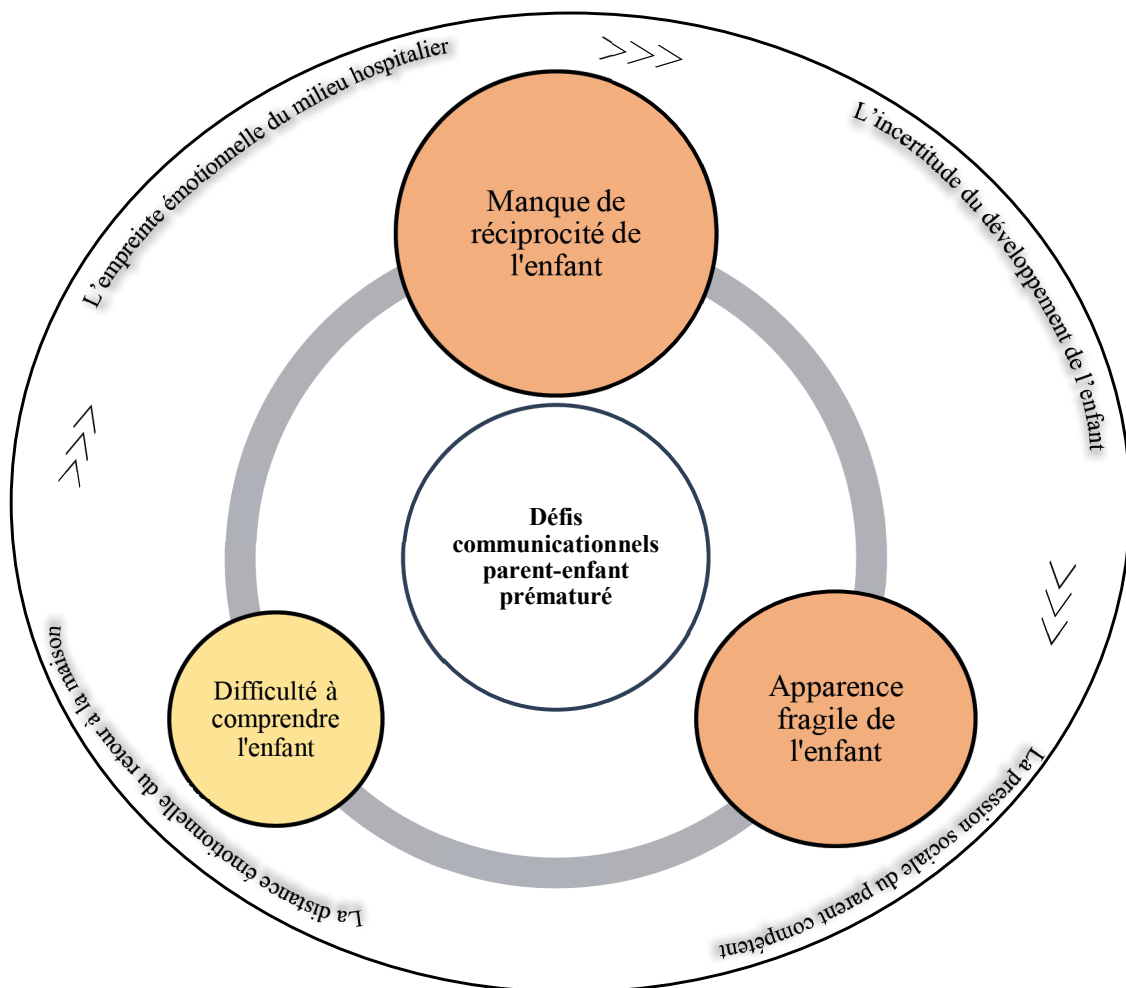 L'empreinte émotionnelle du milieu hospitalier
L'incertitude du développement de l'enfant
Manque de
réciprocité de
l'enfant
Défis
communicationnels
parent-enfant
prématuré
Difficulté à
comprendre
l'enfant
Apparence
fragile de
l'enfant
La distance émotionnelle du retour à la maison
La pression sociale du parent compétent